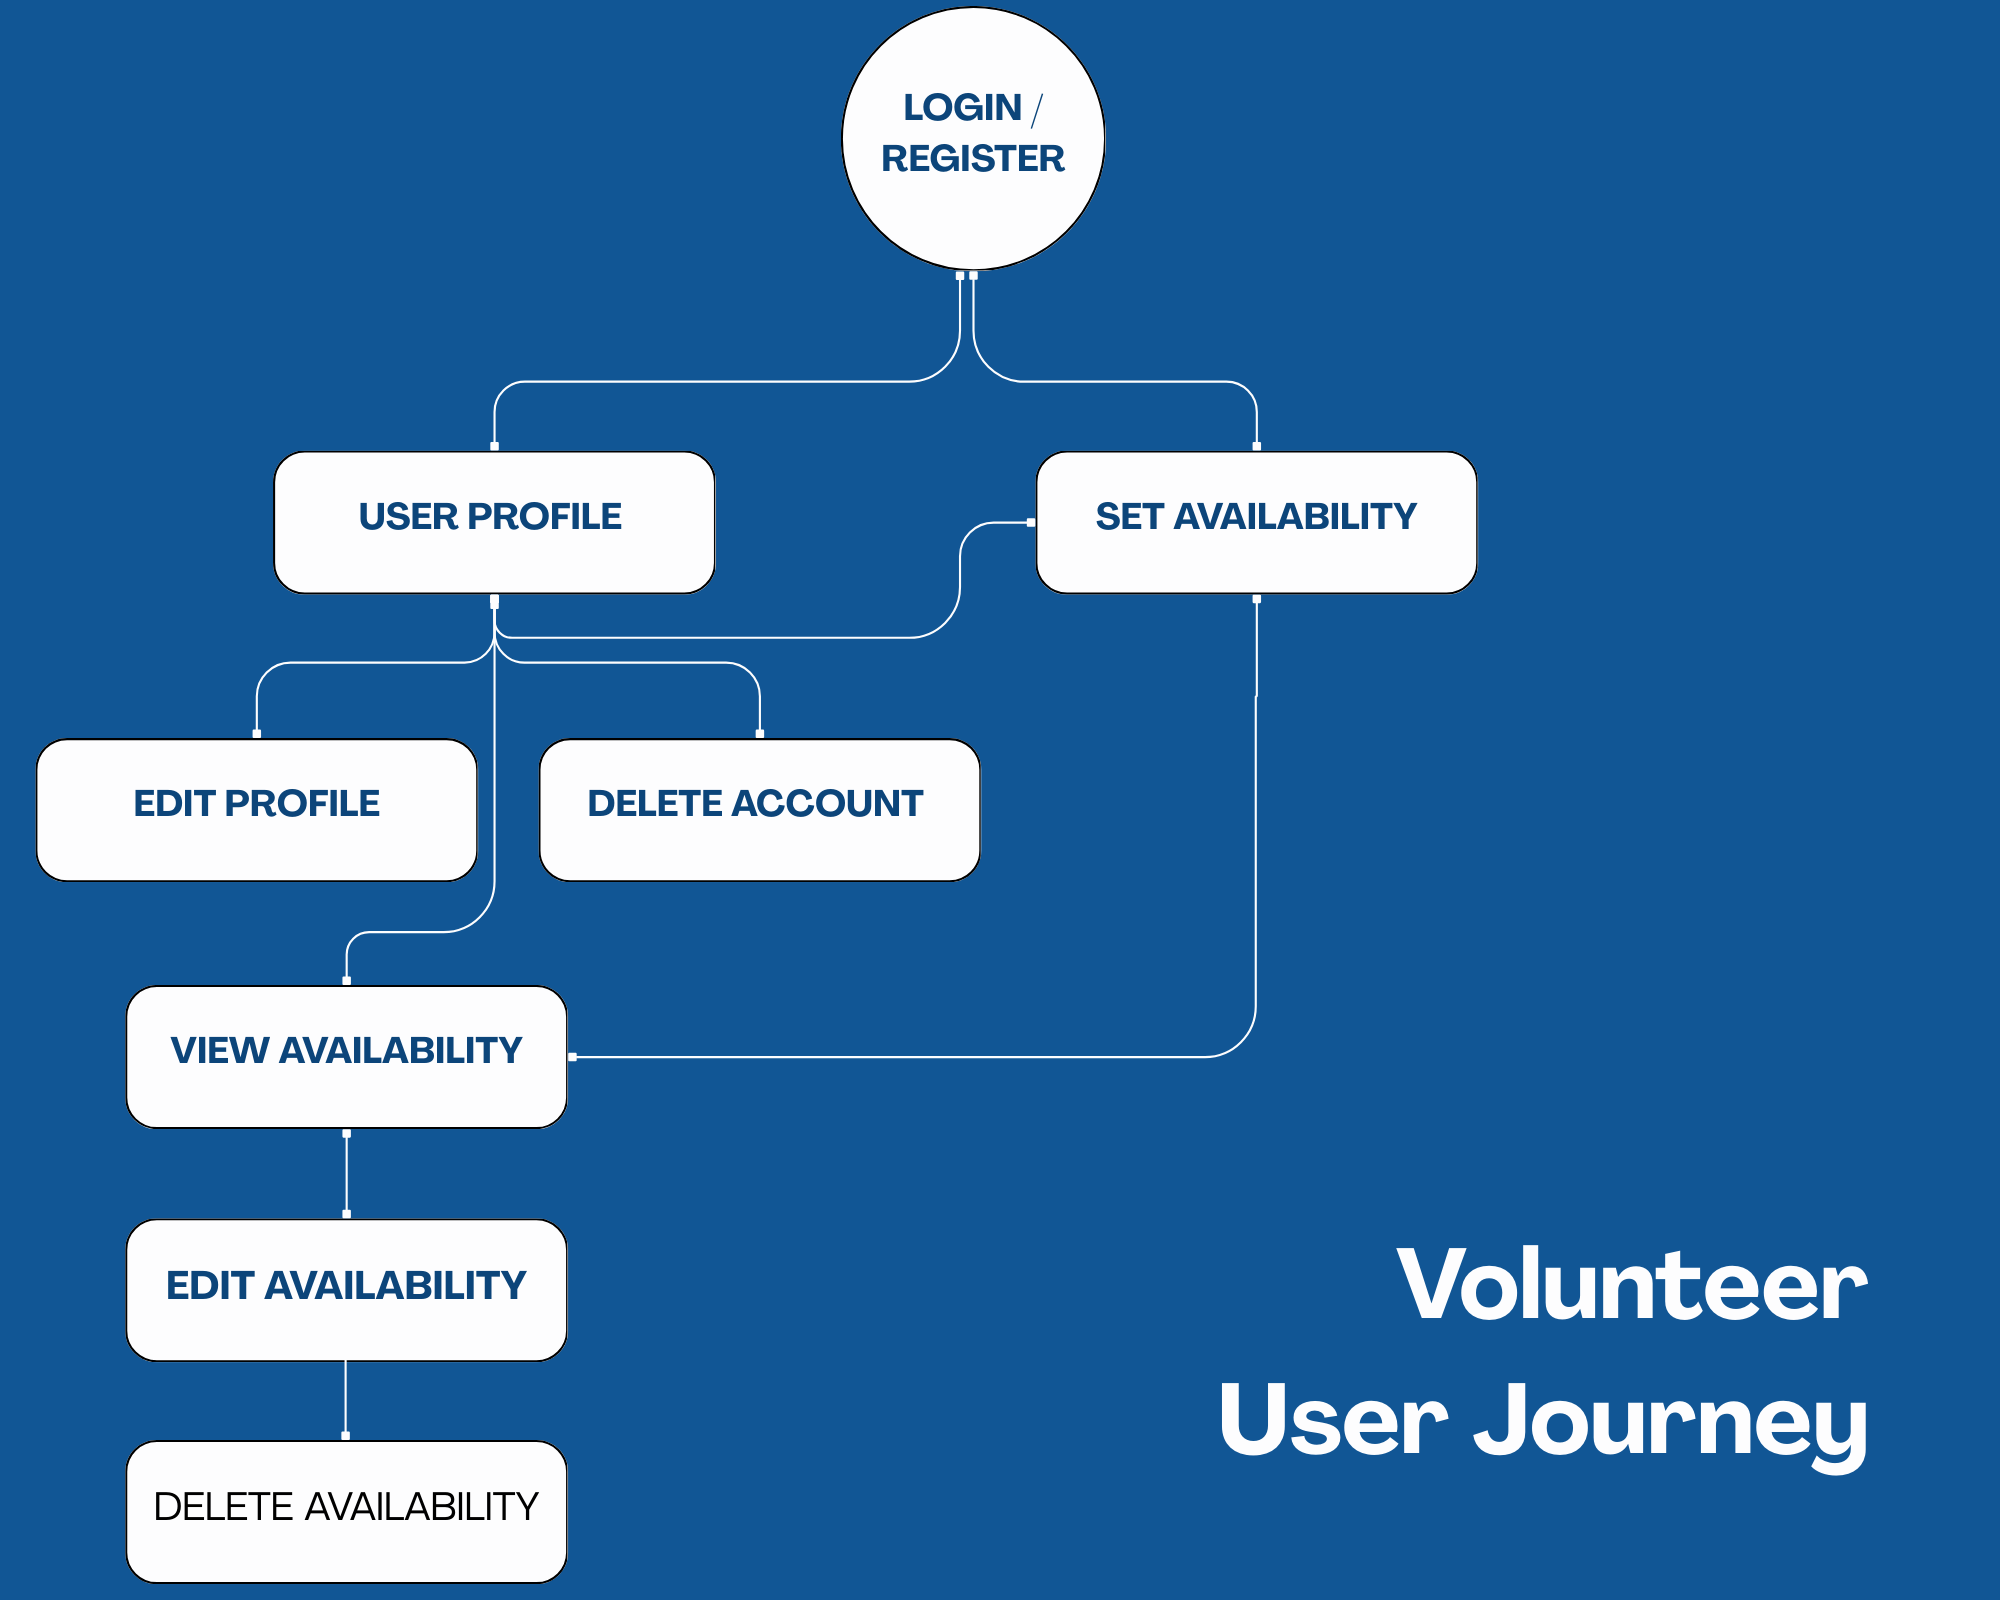 LOGIN /
REGISTER
USER PROFILE
SET AVAILABILITY
EDIT PROFILE
DELETE ACCOUNT
VIEW AVAILABILITY
EDIT AVAILABILITY
DELETE AVAILABILITY
Volunteer
User Journey